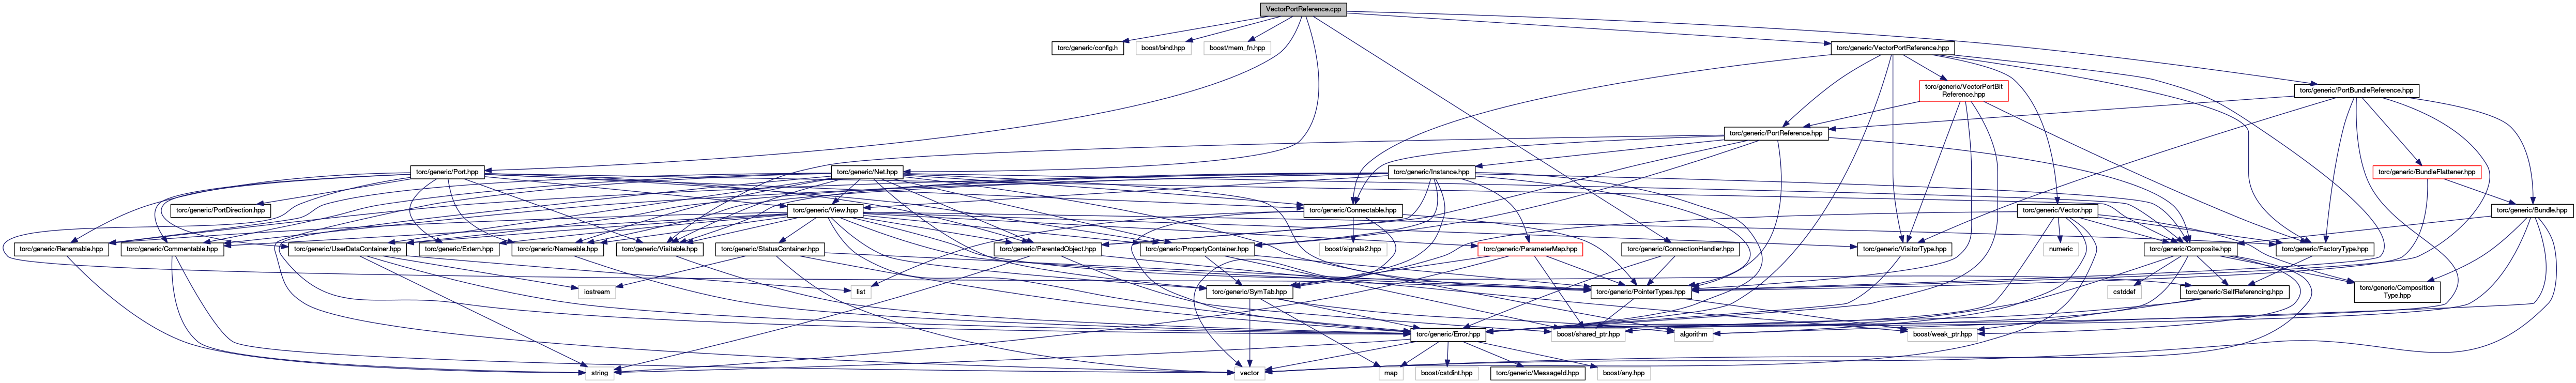 VectorPortReference.cpp
torc/generic/config.h
boost/bind.hpp
boost/mem_fn.hpp
torc/generic/VectorPortReference.hpp
torc/generic/VectorPortBit
Reference.hpp
torc/generic/PortBundleReference.hpp
torc/generic/PortReference.hpp
torc/generic/Port.hpp
torc/generic/Net.hpp
torc/generic/Instance.hpp
torc/generic/BundleFlattener.hpp
torc/generic/PortDirection.hpp
torc/generic/View.hpp
torc/generic/Connectable.hpp
torc/generic/Vector.hpp
torc/generic/Bundle.hpp
torc/generic/Renamable.hpp
torc/generic/Commentable.hpp
torc/generic/UserDataContainer.hpp
torc/generic/Extern.hpp
torc/generic/Nameable.hpp
torc/generic/Visitable.hpp
torc/generic/StatusContainer.hpp
torc/generic/ParentedObject.hpp
torc/generic/PropertyContainer.hpp
boost/signals2.hpp
torc/generic/ParameterMap.hpp
torc/generic/ConnectionHandler.hpp
torc/generic/VisitorType.hpp
numeric
torc/generic/Composite.hpp
torc/generic/FactoryType.hpp
iostream
list
torc/generic/SymTab.hpp
torc/generic/PointerTypes.hpp
cstddef
torc/generic/SelfReferencing.hpp
torc/generic/Composition
Type.hpp
torc/generic/Error.hpp
boost/shared_ptr.hpp
algorithm
boost/weak_ptr.hpp
string
vector
map
boost/cstdint.hpp
torc/generic/MessageId.hpp
boost/any.hpp